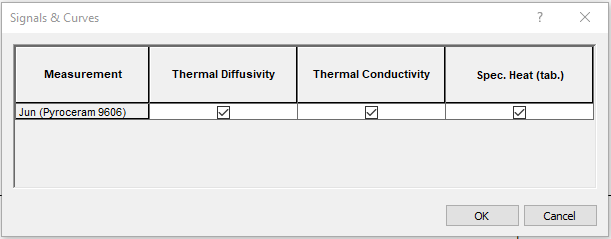 Signals & Curves
?
Measurement Thermal Diffusivity Thermal Conductivity Spec. Heat (tab.)
Jun (Pyroceram 9606)
OK Cancel